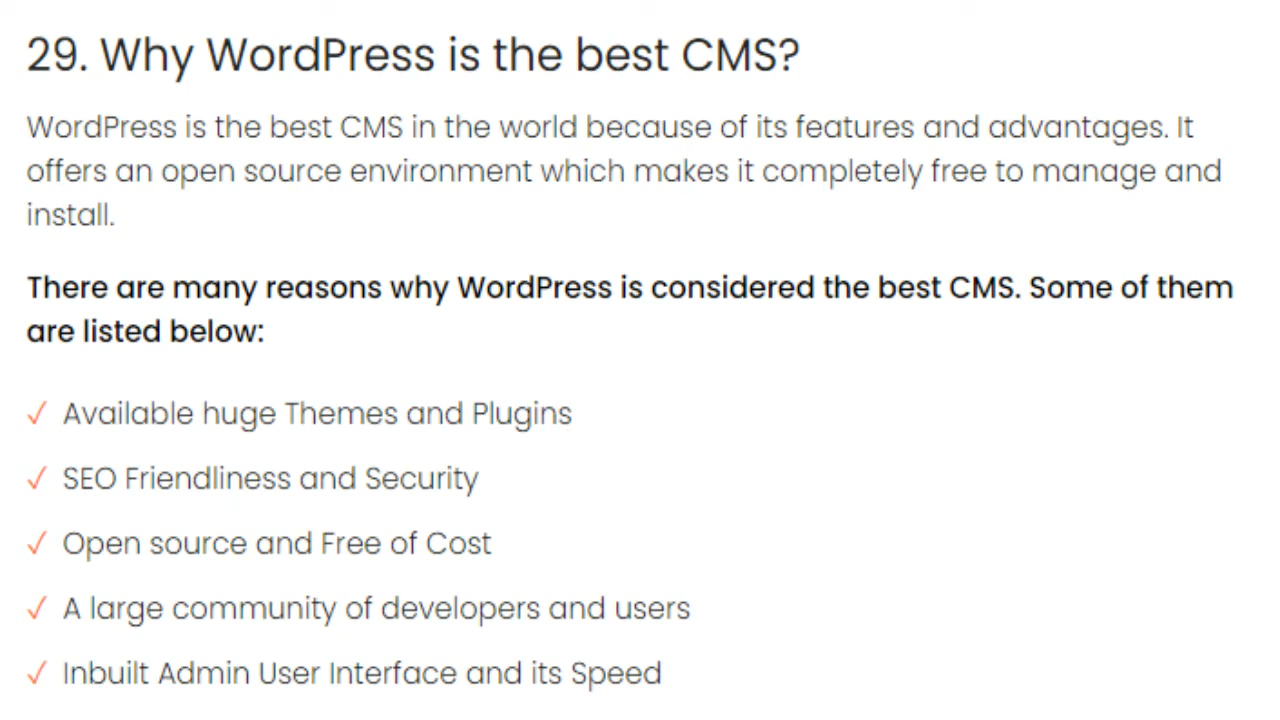 29. Why WordPress is the best CMS?
WordPress is the best CMS in the world because of its features and advantages. It
offers an open source environment which makes it completely free to manage and
install.
There are many reasons why WordPress is considered the best CMS. Some of them
are listed below:
✓ Available huge Themes and Plugins
✓ SEO Friendliness and Security
✓ Open source and Free of Cost
✓ A large community of developers and users
✓ Inbuilt Admin User Interface and its Speed